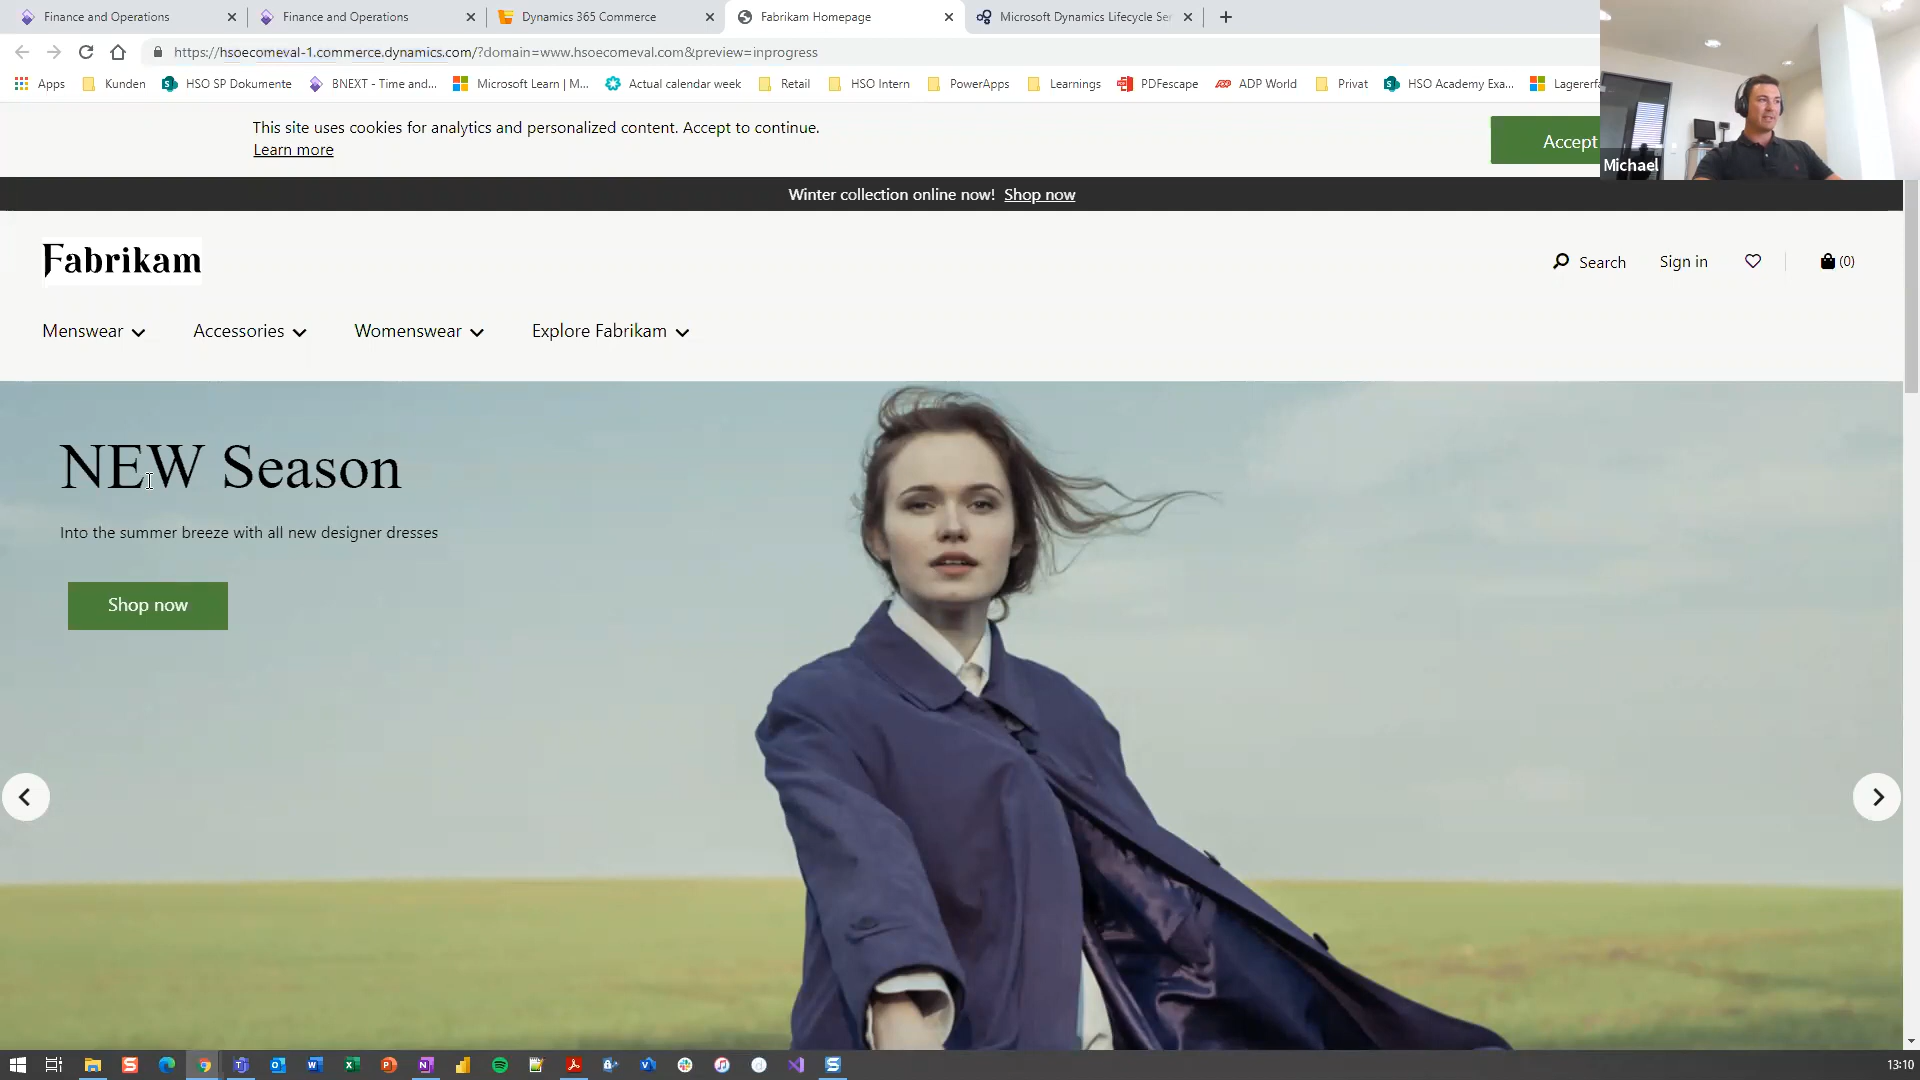 Finance and Operations
Finance and Operations
Dynamics 365 Commerce
Fabrikam Homepage
Microsoft Dynamics Lifecycle Ser
https://hsoecomeval-1.commerce.dynamics.com/?domain=www.hsoecomeval.com&preview=inprogress
Apps
Kunden
HSO SP Dokumente
BNEXT - Time and...
Microsoft Learn | M...
Actual calendar week
Retail
HSO Intern
PowerApps
Learnings
PDFescape
ADP World
Privat
HSO Academy Exa...
Lagererfa
This site uses cookies for analytics and personalized content. Accept to continue.
Learn more
Accept
Michael
Winter collection online now! Shop now
Fabrikam
Search
Sign in
(0)
Menswear
Accessories
Womenswear
Explore Fabrikam
NEW Season
Into the summer breeze with all new designer dresses
Shop now
13:10